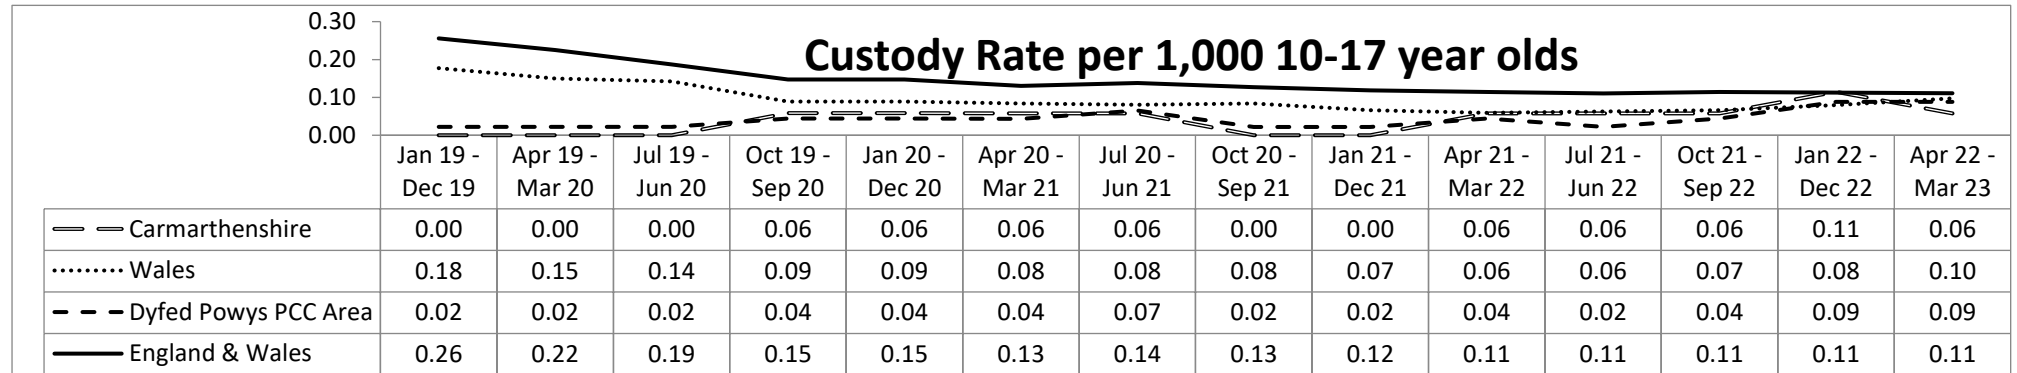 Custody Rate per 1,000 10-17 year olds
0.30
0.20
0.10
0.00
Jan 19 - Apr 19 - Jul 19 - Oct 19 - Jan 20 - Apr 20 - Jul 20 - Oct 20 - Jan 21 - Apr 21 - Jul 21 - Oct 21 - Jan 22 - Apr 22 -
Dec 19 Mar 20 Jun 20 Sep 20 Dec 20 Mar 21 Jun 21 Sep 21 Dec 21 Mar 22 Jun 22 Sep 22 Dec 22 Mar 23
Carmarthenshire 0.00 0.00 0.00 0.06 0.06 0.06 0.06 0.00 0.00 0.06 0.06 0.06 0.11 0.06
Wales 0.18 0.15 0.14 0.09 0.09 0.08 0.08 0.08 0.07 0.06 0.06 0.07 0.08 0.10
Dyfed Powys PCC Area 0.02 0.02 0.02 0.04 0.04 0.04 0.07 0.02 0.02 0.04 0.02 0.04 0.09 0.09
England & Wales 0.26 0.22 0.19 0.15 0.15 0.13 0.14 0.13 0.12 0.11 0.11 0.11 0.11 0.11